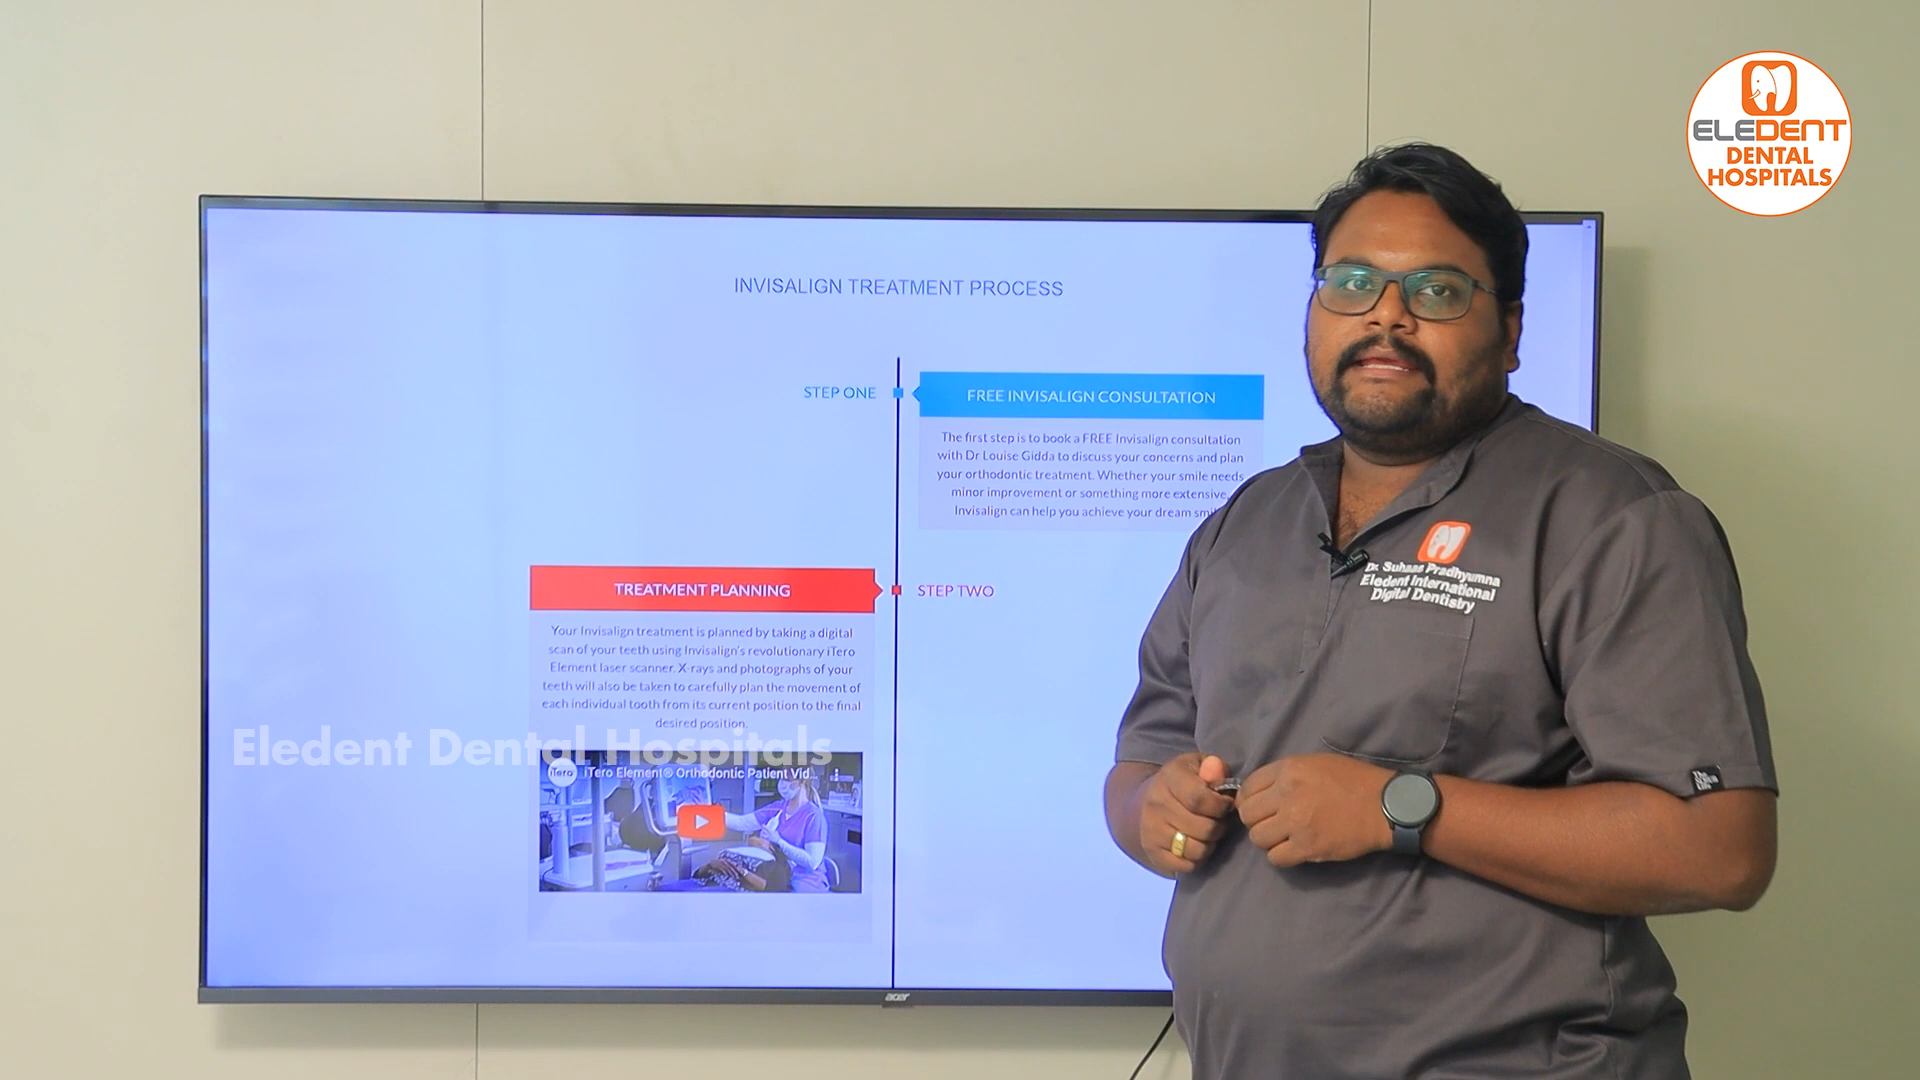 ELEDENT
DENTAL
HOSPITALS
INVISALIGN TREATMENT PROCESS
STEP ONE
FREE INVISALIGN CONSULTATION
The first step is to book a FREE Invisalign consultation
with Dr Louise Gidda to discuss your concerns and plan
your orthodontic treatment. Whether your smile needs
minor improvement or something more extensive,
Invisalign can help you achieve your dream
TREATMENT PLANNING
STEP TWO
Your Invisalign treatment is planned by taking a digital
scan of your teeth using Invisalign's revolutionary iTero
Element laser scanner. X-rays and photographs of your
teeth will also be taken to carefully plan the movement of
each individual tooth from its current position to the final
desired position.
Eledent Dental Hospitals
iTero
iTero Element® Orthodontic Patient Vid...
Dr. Suhaas Pradhyumna
Eledent International
Digital Dentistry
acer